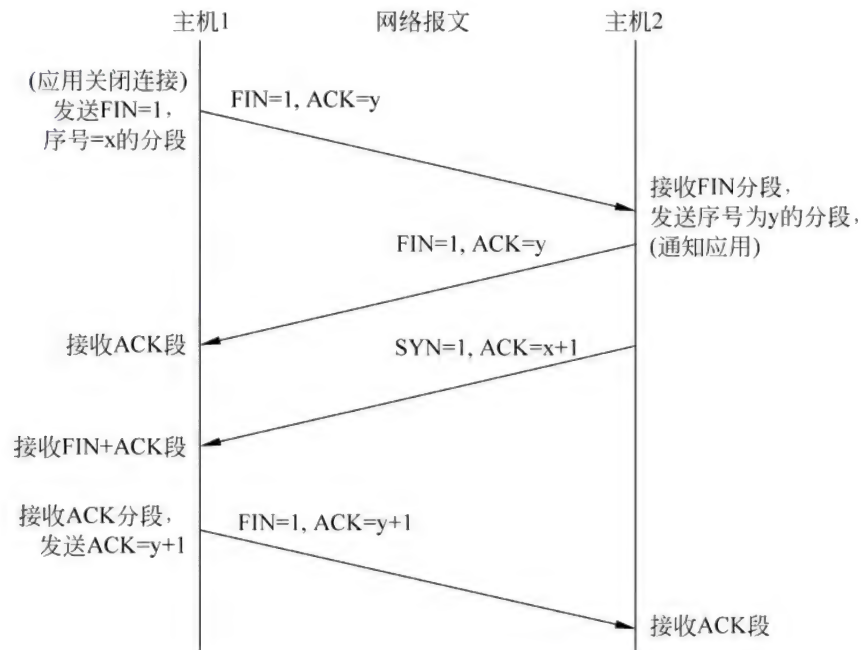 主机1 网络报文 主机2
(应用关闭连接)
发送FIN=1,
序号=x的分段
FIN=1, ACK=y
接收FIN分段,
发送序号为y的分段,
(通知应用)
FIN=1, ACK=y
接收ACK段
SYN=1, ACK=x+1
接收FIN+ACK段
接收ACK分段,
发送ACK=y+1
FIN=1, ACK=y+1
接收ACK段